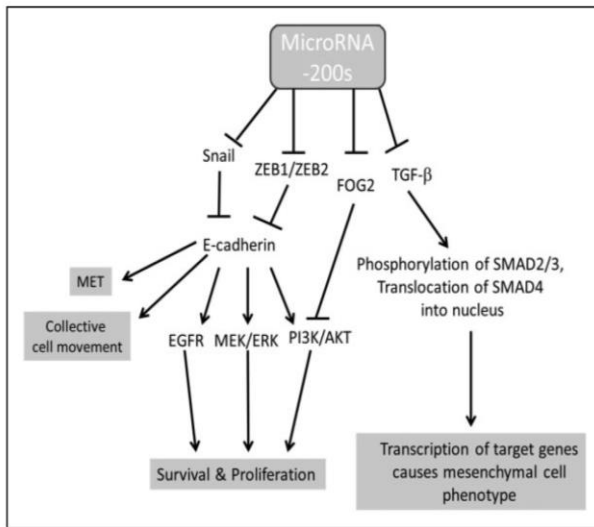 MicroRNA
-200s
Snail
ZEB1/ZEB2
FOG2
TGF-β
E-cadherin
Phosphorylation of SMAD2/3,
Translocation of SMAD4
into nucleus
MET
Collective
cell movement
EGFR
MEK/ERK
PI3K/AKT
Survival & Proliferation
Transcription of target genes
causes mesenchymal cell
phenotype